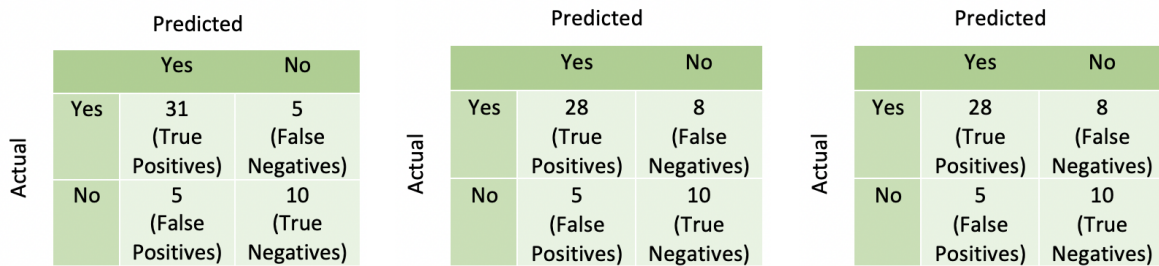 Predicted
Yes No
Yes 31 5
(True (False
Positives) Negatives)
Actual
No 5 10
(False (True
Positives) Negatives)
Predicted
Yes No
Yes 28 8
(True (False
Positives) Negatives)
Actual
No 5 10
(False (True
Positives) Negatives)
Predicted
Yes No
Yes 28 8
(True (False
Positives) Negatives)
Actual
No 5 10
(False (True
Positives) Negatives)